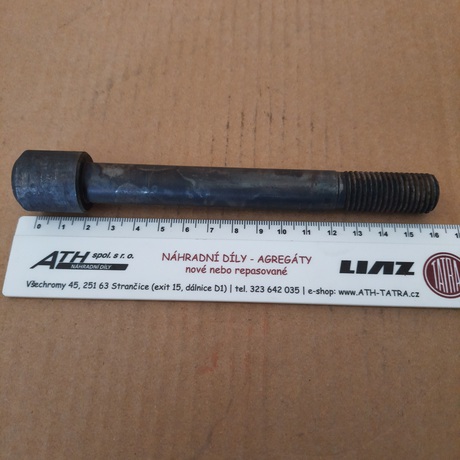 0 1 2 3 4 5 6 7 8 9 10 11 12 13 14 15 16
ATH spol. s r. o.
NÁHRADNÍ DÍLY
NÁHRADNÍ DÍLY - AGREGÁTY
nové nebo repasované
LIAZ
TATRA
Všechromy 45, 251 63 Strančice (exit 15, dálnice D1) | tel. 323 642 035 | e-shop: www.ATH-TATRA.cz